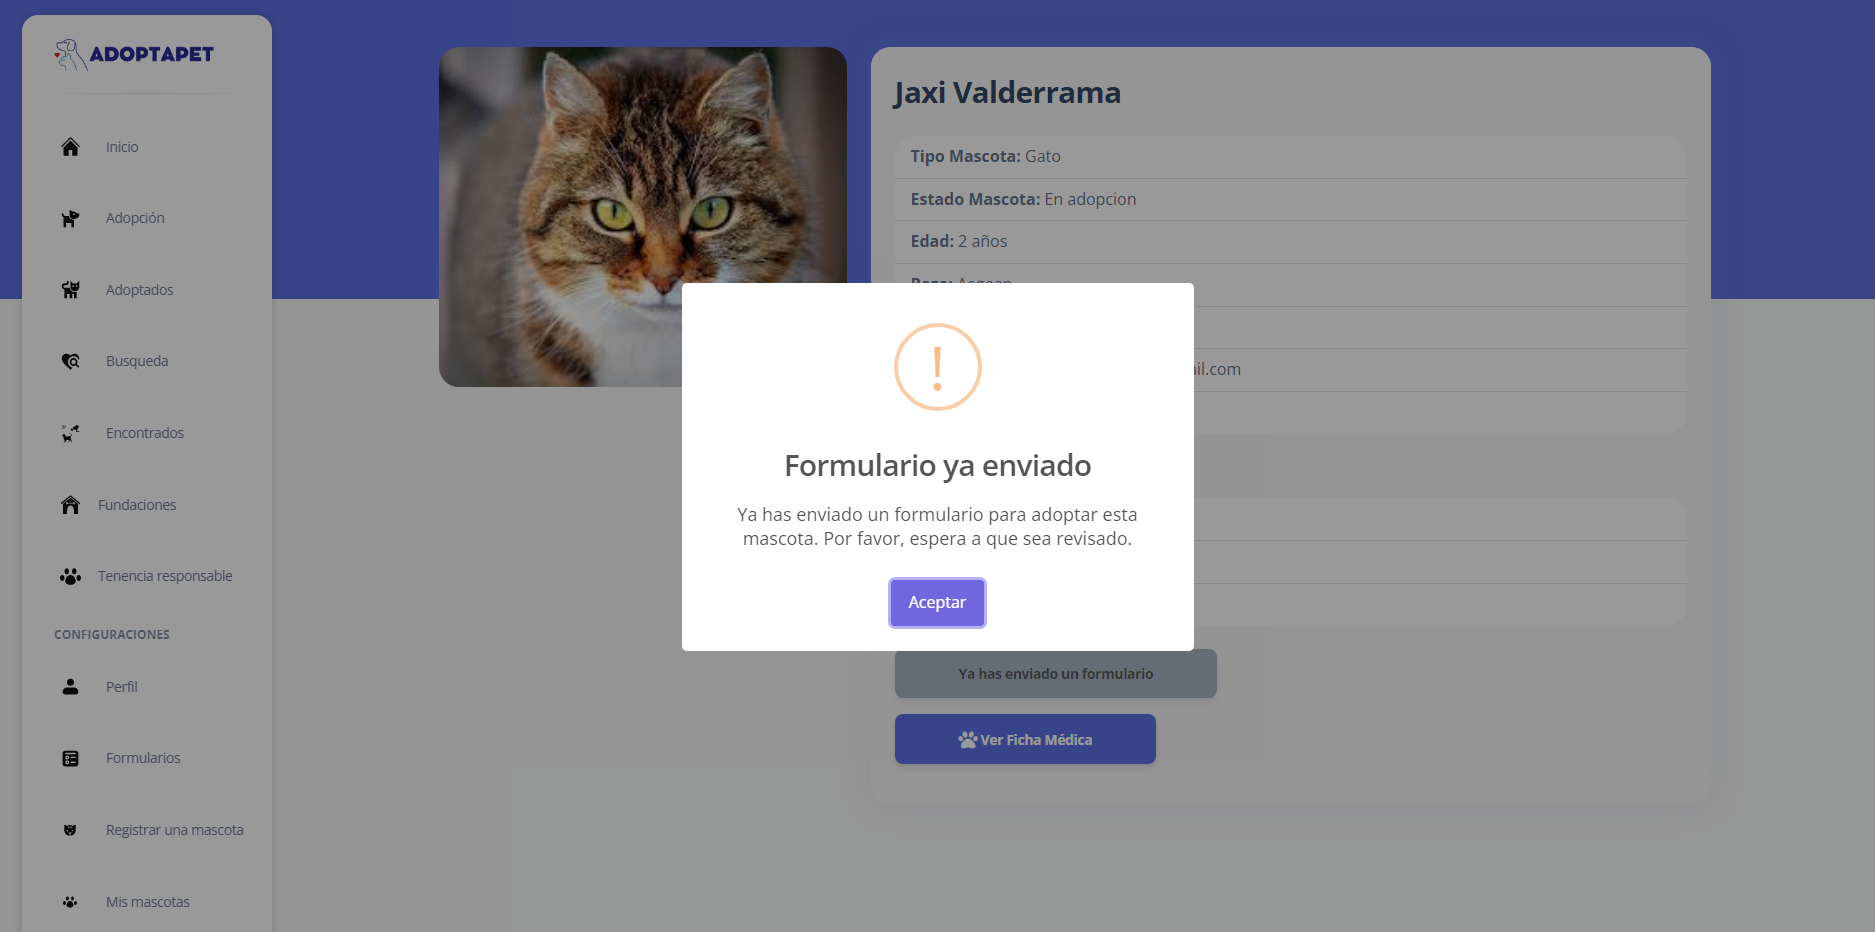 ADOPTAPET
Inicio
Adopción
Adoptados
Busqueda
Encontrados
Fundaciones
Tenencia responsable
CONFIGURACIONES
Perfil
Formularios
Registrar una mascota
Mis mascotas
Jaxi Valderrama
Tipo Mascota: Gato
Estado Mascota: En adopcion
Edad: 2 años
Raza: Aegean
ail.com
Formulario ya enviado
Ya has enviado un formulario para adoptar esta
mascota. Por favor, espera a que sea revisado.
Aceptar
Ya has enviado un formulario
Ver Ficha Médica